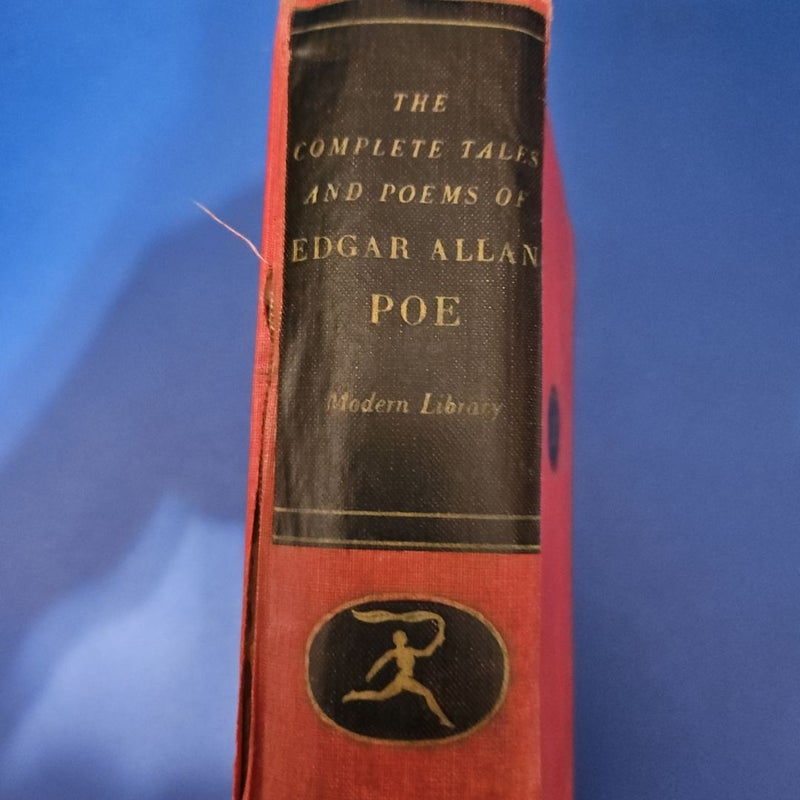 THE
COMPLETE TALES
AND POEMS OF
EDGAR ALLAN
POE
Modern Library